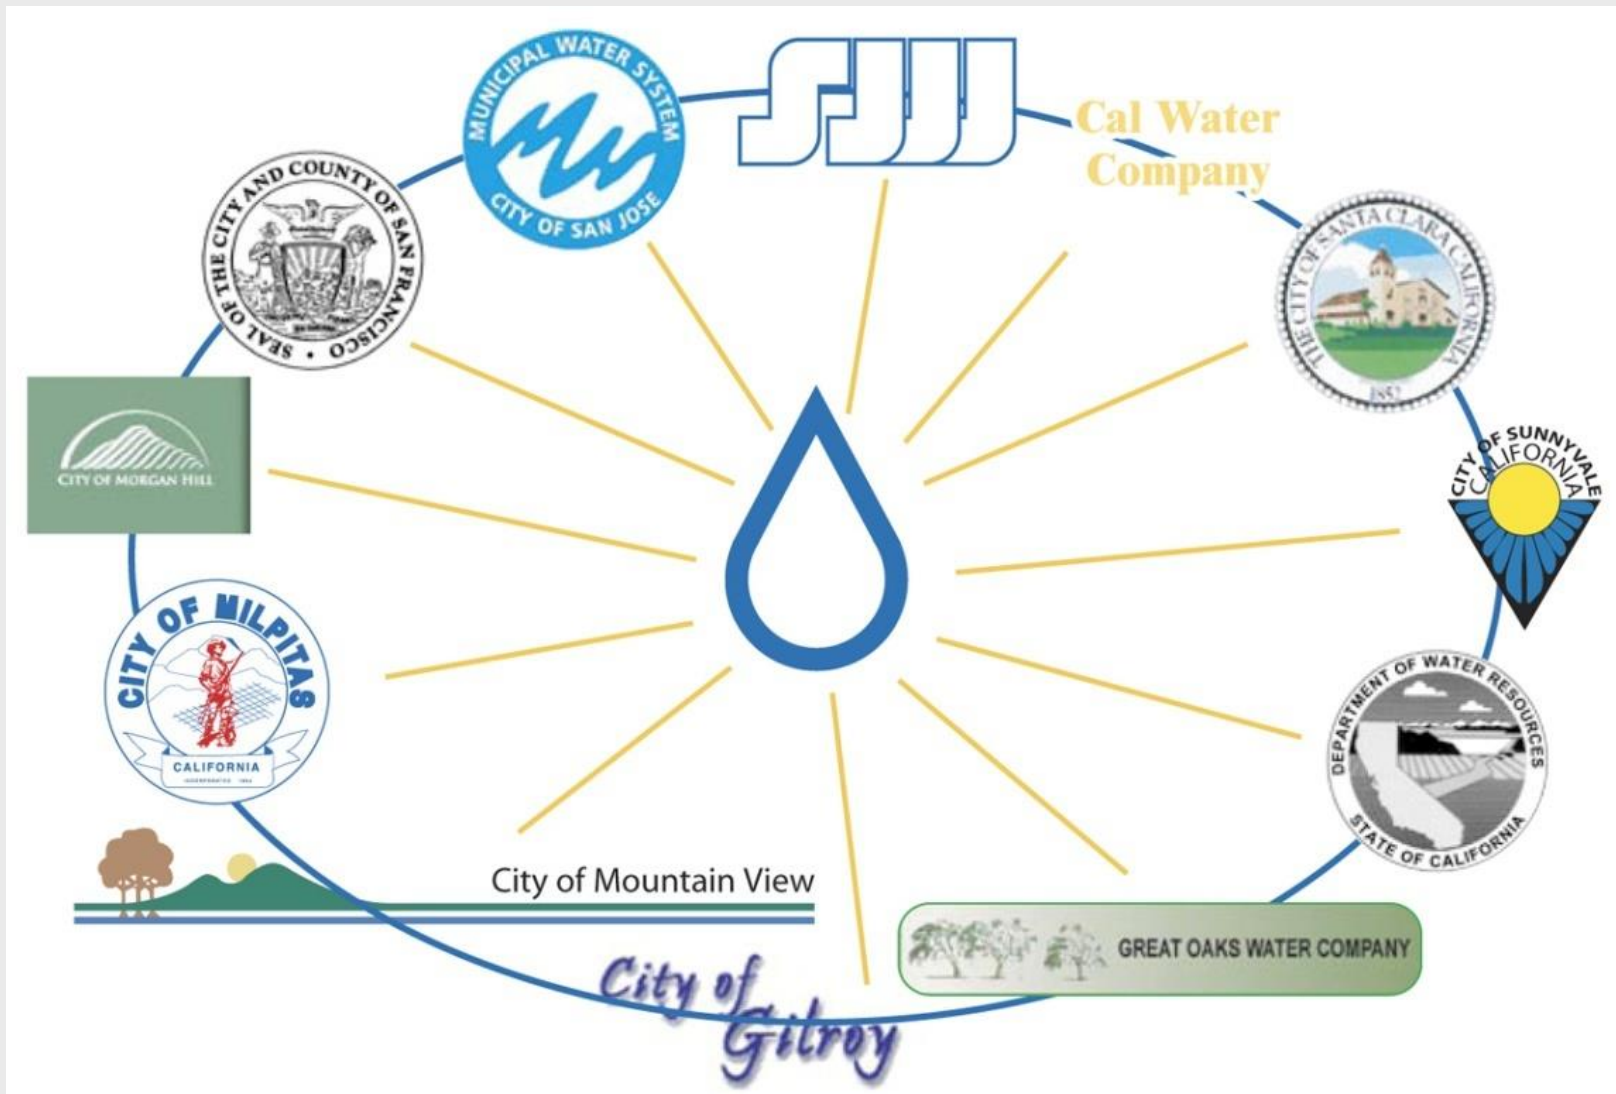 MUNICIPAL WATER SYSTEM
CITY OF SAN JOSE
SJW
Cal Water
Company
THE CITY OF SANTA CLARA CALIFORNIA
1852
CITY OF SUNNYVALE
CALIFORNIA
DEPARTMENT OF WATER RESOURCES
STATE OF CALIFORNIA
GREAT OAKS WATER COMPANY
City of
Gilroy
City of Mountain View
CITY OF MILPITAS
CALIFORNIA
CITY OF MORGAN HILL
SEAL OF THE CITY AND COUNTY OF SAN FRANCISCO